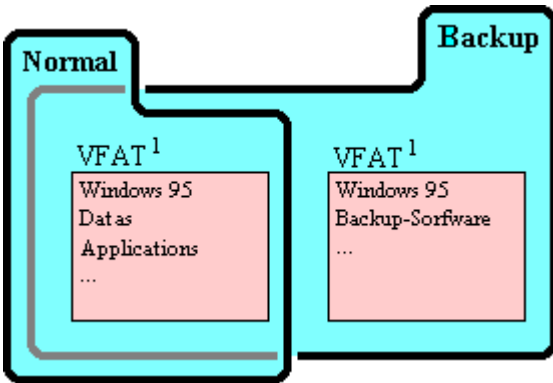 Backup
Normal
VFAT 1
Windows 95
Datas
Applications
...
VFAT 1
Windows 95
Backup-Sorfware
...